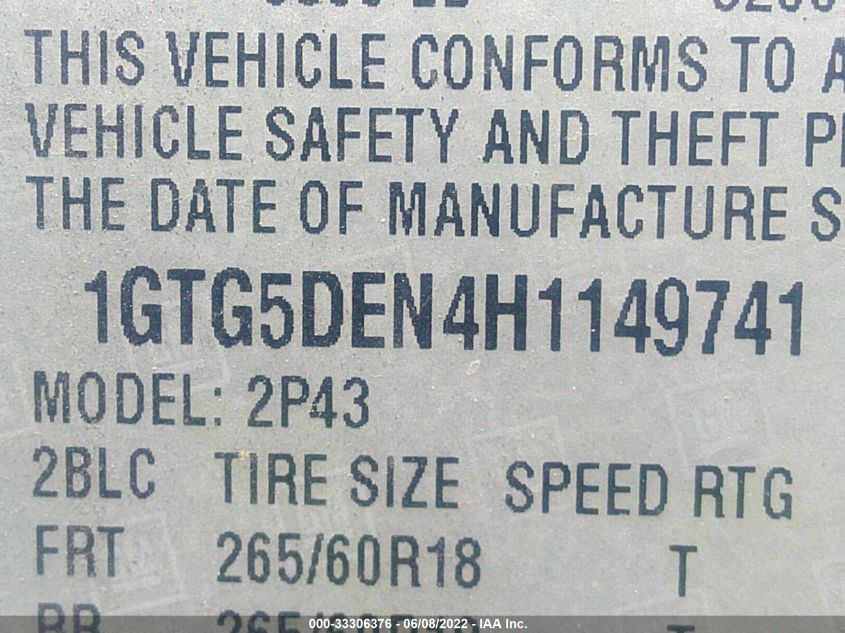 THIS VEHICLE CONFORMS TO A
VEHICLE SAFETY AND THEFT
THE DATE OF MANUFACTURE S
1GTG5DEN4H1149741
MODEL: 2P43
2BLC TIRE SIZE SPEED RTG
FRT 265/60R18 T
000-33306376 - 06/08/2022 - IAA Inc.